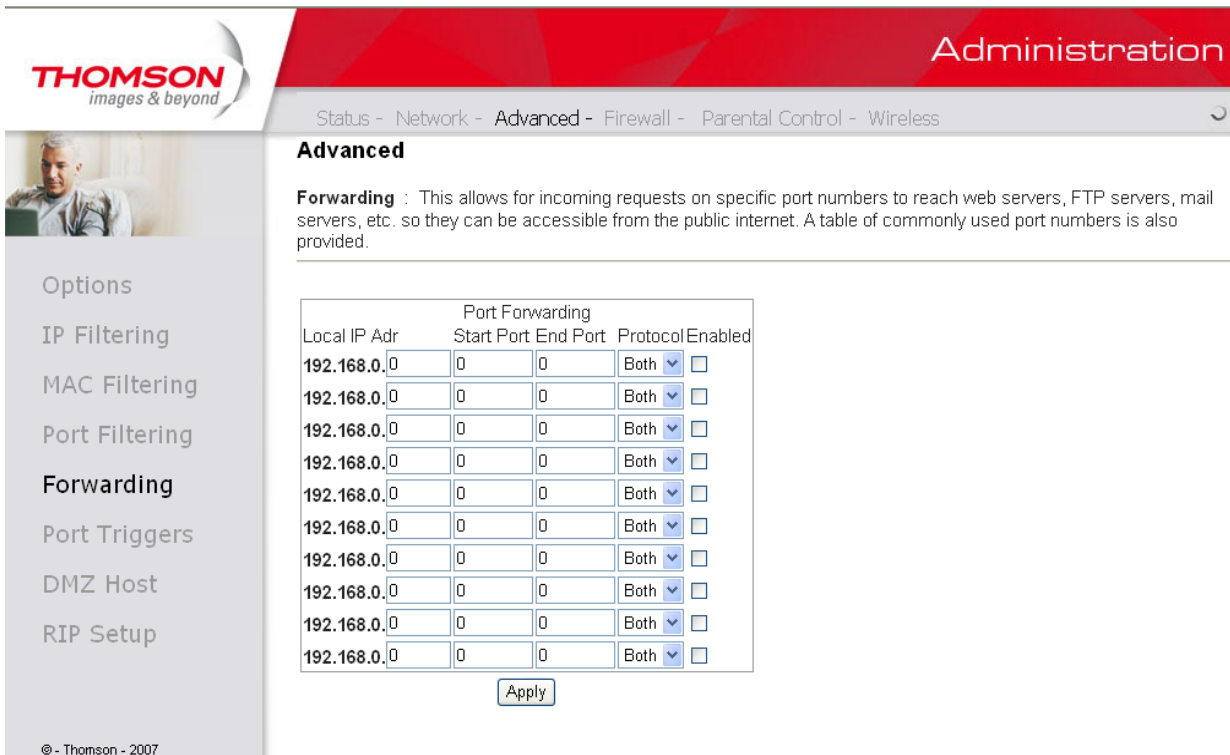 THOMSON
images & beyond
Administration
Status - Network - Advanced - Firewall - Parental Control - Wireless
Advanced
Forwarding : This allows for incoming requests on specific port numbers to reach web servers, FTP servers, mail
servers, etc. so they can be accessible from the public internet. A table of commonly used port numbers is also
provided.
Options
IP Filtering
MAC Filtering
Port Filtering
Forwarding
Port Triggers
DMZ Host
RIP Setup
Port Forwarding
Local IP Adr Start Port End Port Protocol Enabled
192.168.0. 0 0 0 Both
192.168.0. 0 0 0 Both
192.168.0. 0 0 0 Both
192.168.0. 0 0 0 Both
192.168.0. 0 0 0 Both
192.168.0. 0 0 0 Both
192.168.0. 0 0 0 Both
192.168.0. 0 0 0 Both
192.168.0. 0 0 0 Both
192.168.0. 0 0 0 Both
Apply
© - Thomson - 2007